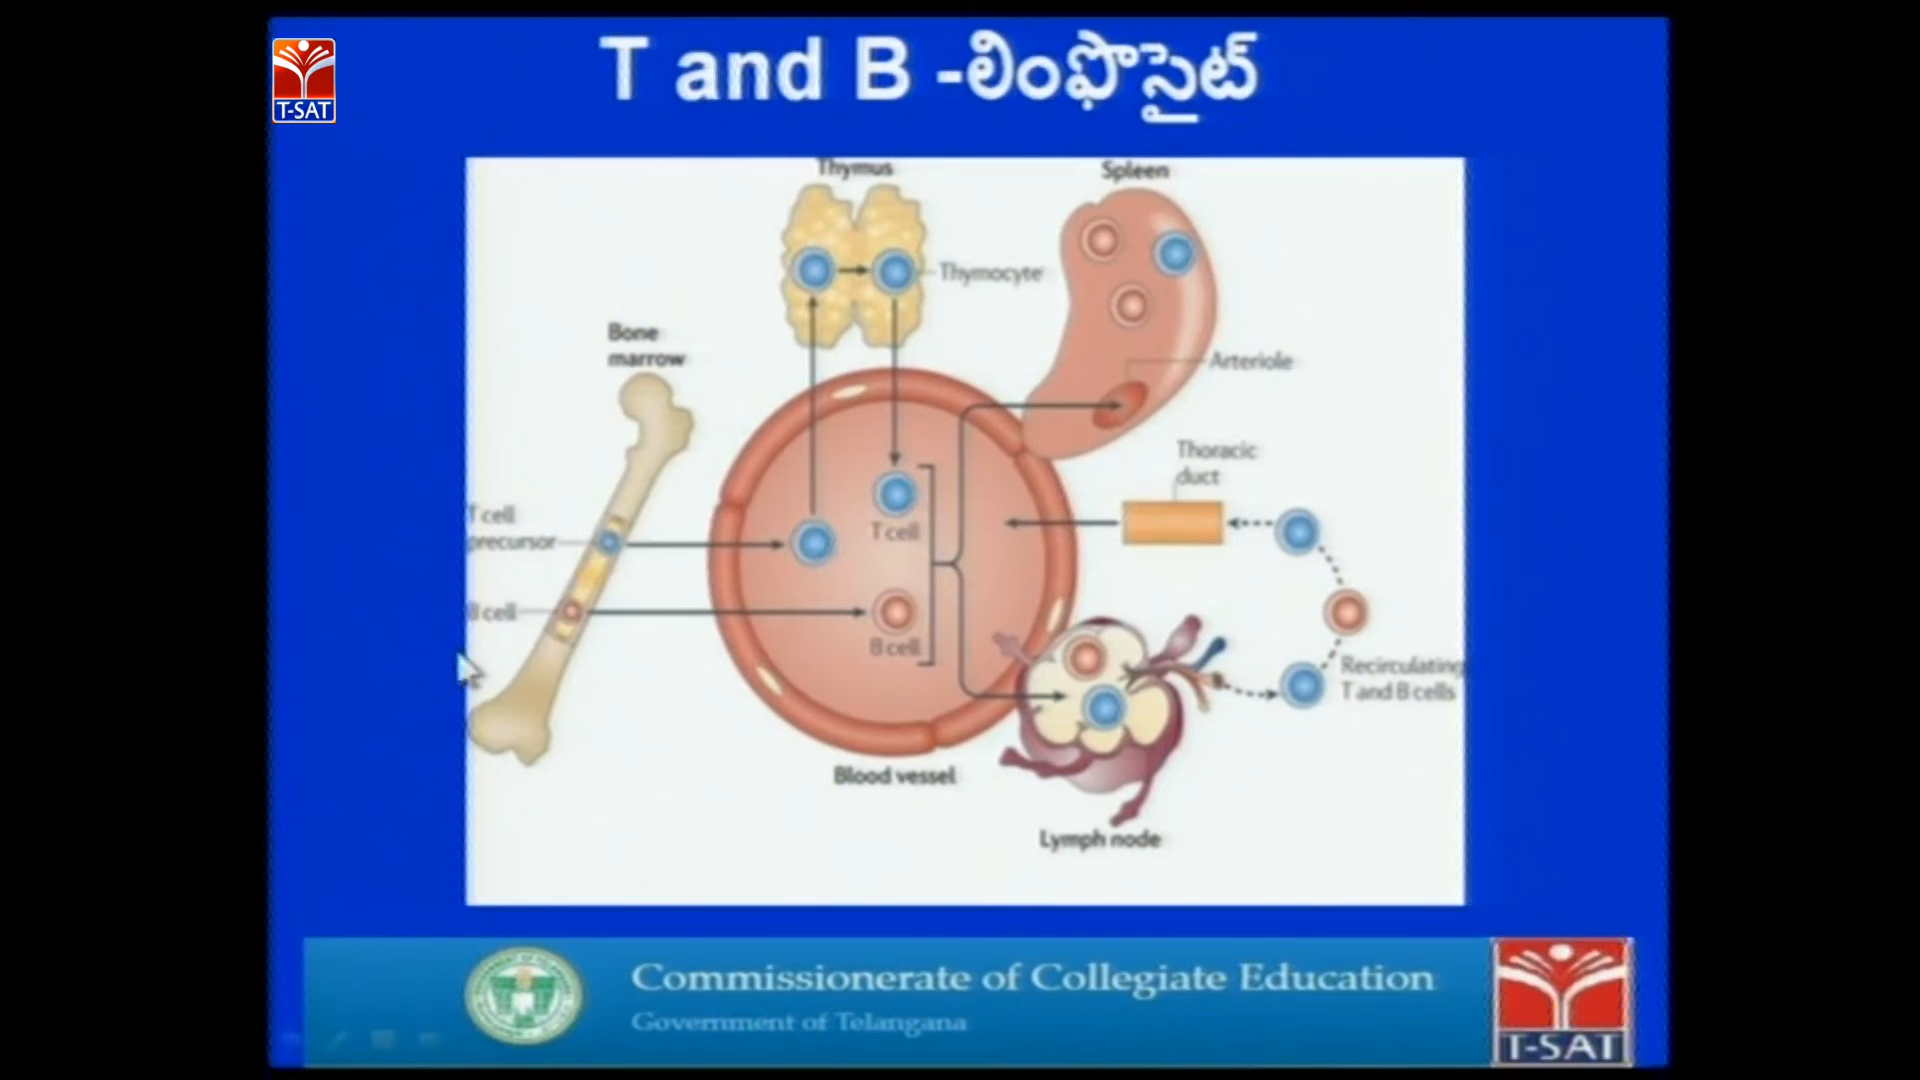 T-SAT
T and B -లింఫోసైట్
Thymus
Spleen
Thymocyte
Bone
marrow
Arteriole
Thoracic
duct
T cell
precursor
T cell
B cell
B cell
Recirculating
T and B cells
Blood vessel
Lymph node
Commissionerate of Collegiate Education
Government of Telangana
T-SAT